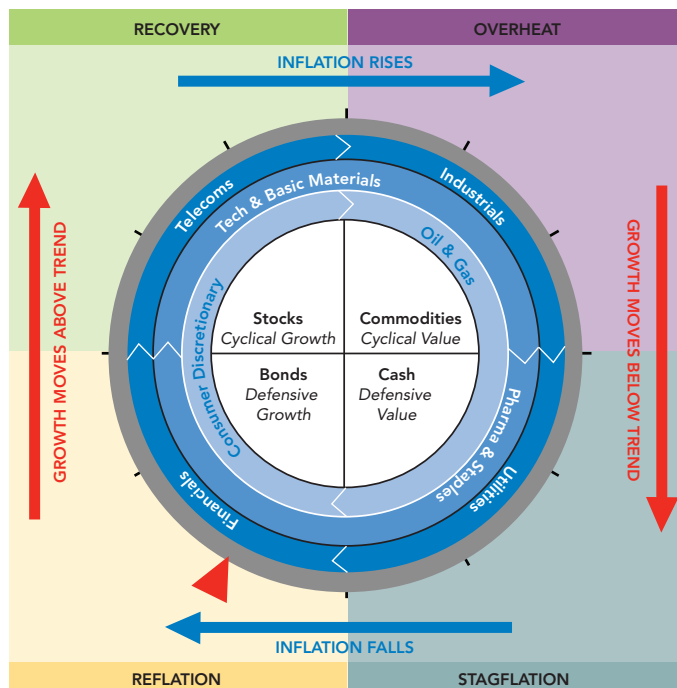 RECOVERY
OVERHEAT
INFLATION RISES
GROWTH MOVES ABOVE TREND
GROWTH MOVES BELOW TREND
Telecoms
Industrials
Tech & Basic Materials
Oil & Gas
Consumer Discretionary
Stocks
Cyclical Growth
Commodities
Cyclical Value
Bonds
Defensive
Growth
Cash
Defensive
Value
Pharma & Staples
Utilities
Financials
INFLATION FALLS
REFLATION
STAGFLATION